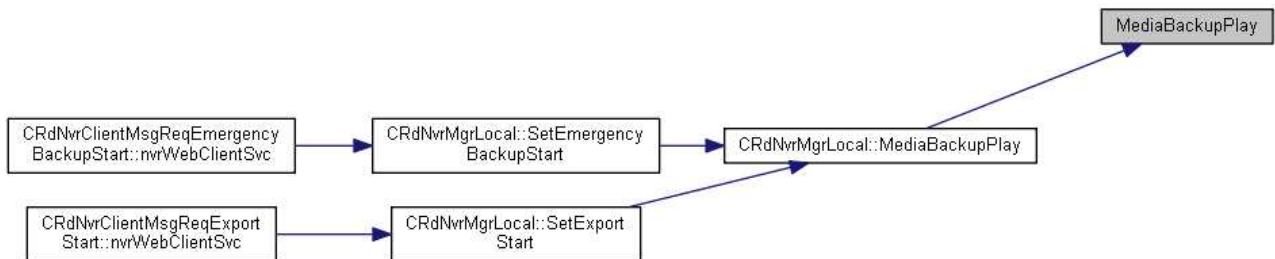 MediaBackupPlay
CRdNvrClientMsgReqEmergency
BackupStart::nvrWebClientSvc
CRdNvrMgrLocal::SetEmergency
BackupStart
CRdNvrMgrLocal::MediaBackupPlay
CRdNvrClientMsgReqExport
Start::nvrWebClientSvc
CRdNvrMgrLocal::SetExport
Start